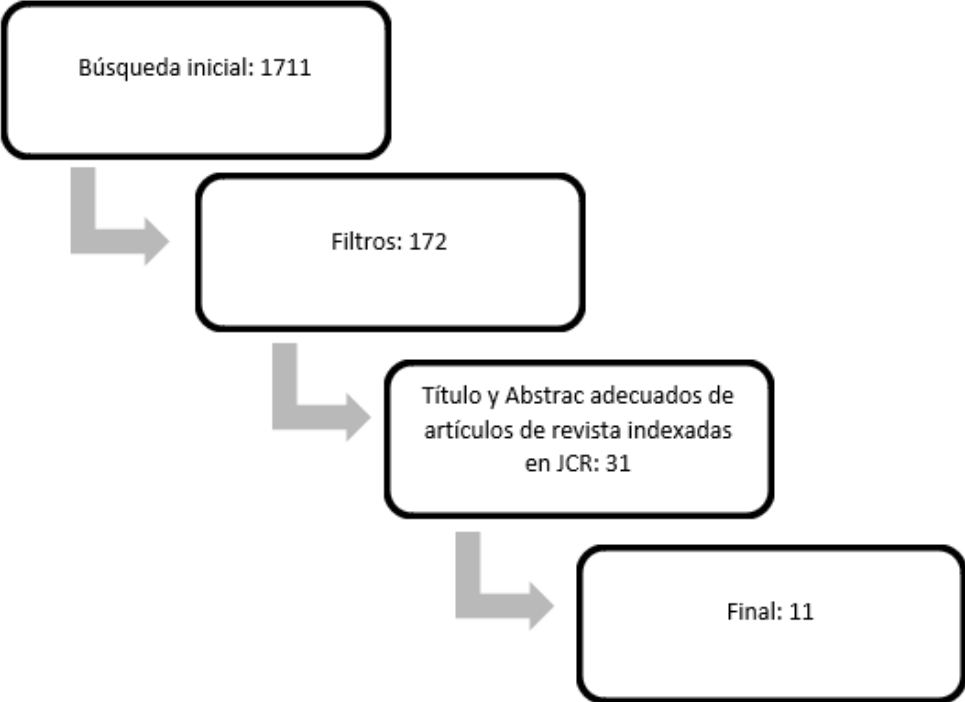 Búsqueda inicial: 1711
Filtros: 172
Título y Abstrac adecuados de
artículos de revista indexadas
en JCR: 31
Final: 11